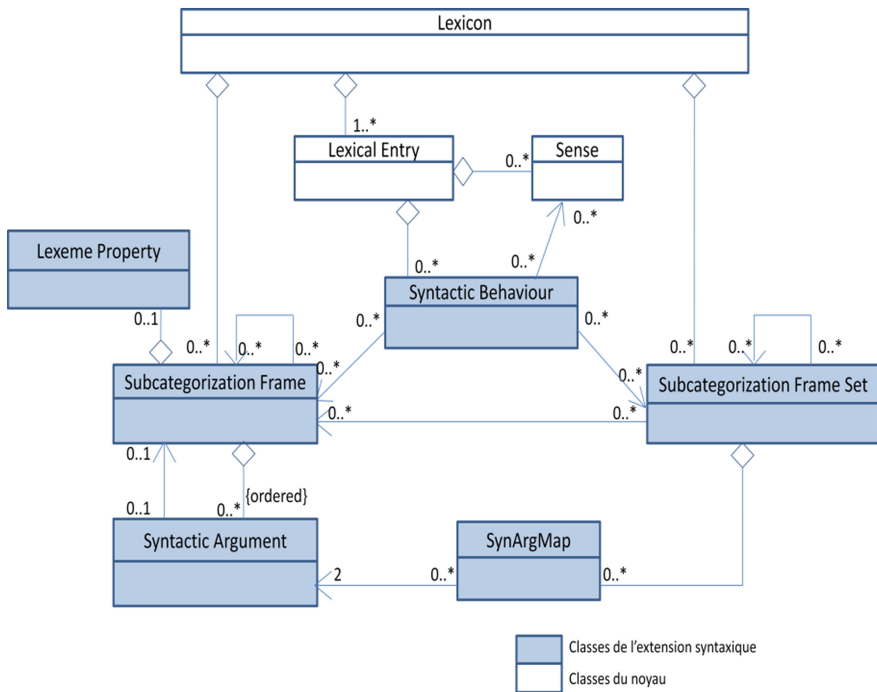 Lexicon
1..*
Lexical Entry
0..*
Sense
0..*
Lexeme Property
0..*
0..*
Syntactic Behaviour
0..1
0..*
0..*
0..*
0..*
0..*
0..*
0..*
0..*
0..*
0..*
Subcategorization Frame
Subcategorization Frame Set
0..*
0..*
0..1
{ordered}
0..1
0..*
Syntactic Argument
SynArgMap
2
0..*
0..*
Classes de l'extension syntaxique
Classes du noyau